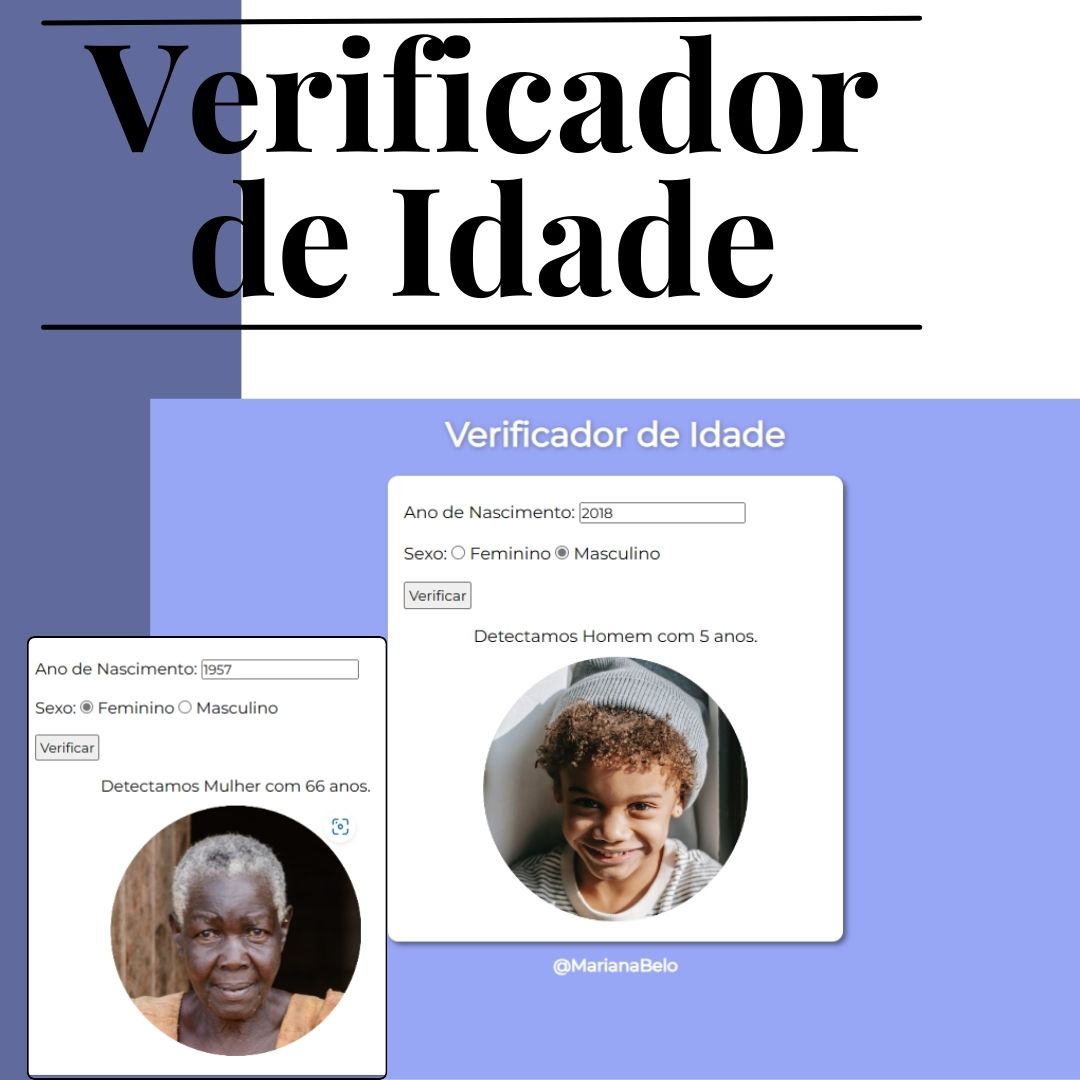 Verificador
de Idade
Verificador de Idade
Ano de Nascimento: 2018
Sexo: Feminino Masculino
Verificar
Detectamos Homem com 5 anos.
@MarianaBelo
Ano de Nascimento: 1957
Sexo: Feminino Masculino
Verificar
Detectamos Mulher com 66 anos.